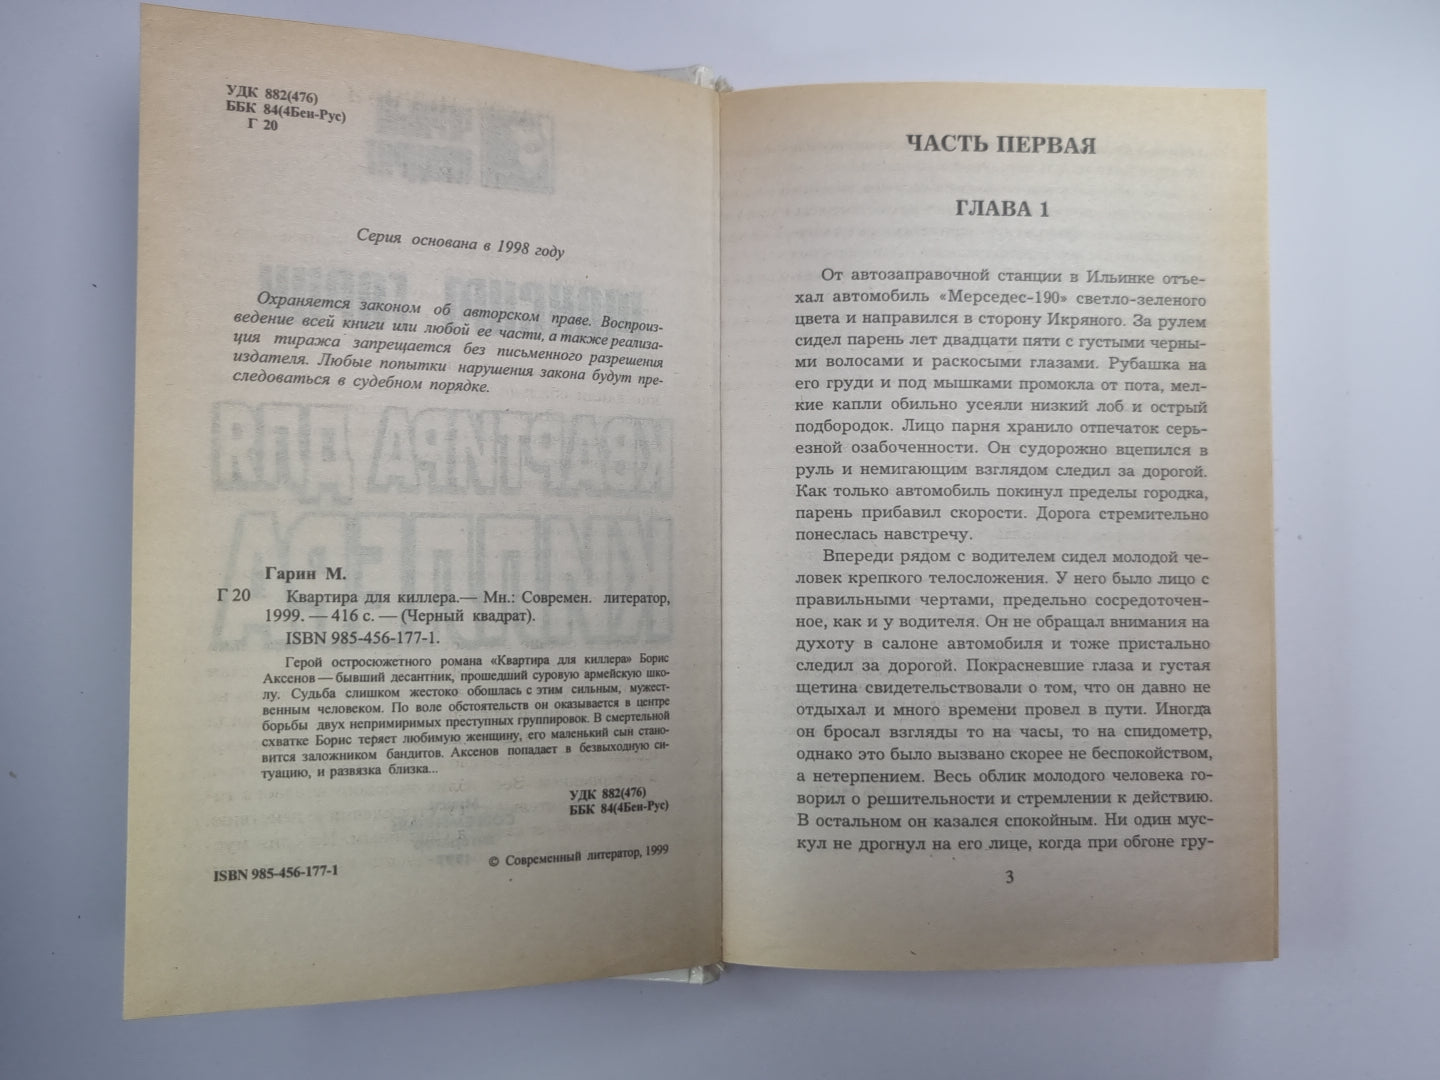 УДК 882(476)
ББК 84(4Беи-Рус)
Г 20
Серия основана в 1998 году
Охраняется законом об авторском праве. Воспроиз-
ведение всей книги или любой ее части, а также реализа-
ция тиража запрещается без письменного разрешения
издателя. Любые попытки нарушения закона будут пре-
следоваться в судебном порядке.
Гарин М.
Г 20 Квартира для киллера.— Мн.: Современ. литератор,
1999. — 416 с. — (Черный квадрат).
ISBN 985-456-177-1.
Герой остросюжетного романа «Квартира для киллера» Борис
Аксенов — бывший десантник, прошедший суровую армейскую шко-
лу. Судьба слишком жестоко обошлась с этим сильным, мужест-
венным человеком. По воле обстоятельств он оказывается в центре
борьбы двух непримиримых преступных группировок. В смертельной
схватке Борис теряет любимую женщину, его маленький сын стано-
вится заложником бандитов. Аксенов попадает в безвыходную си-
туацию, и развязка близка...
УДК 882(476)
ББК 84(4Беи-Рус)
ISBN 985-456-177-1
© Современный литератор, 1999
ЧАСТЬ ПЕРВАЯ
ГЛАВА 1
От автозаправочной станции в Ильинке отъе-
хал автомобиль «Мерседес-190» светло-зеленого
цвета и направился в сторону Икряного. За рулем
сидел парень лет двадцати пяти с густыми черны-
ми волосами и раскосыми глазами. Рубашка на
его груди и под мышками промокла от пота, мел-
кие капли обильно усеяли низкий лоб и острый
подбородок. Лицо парня хранило отпечаток серь-
езной озабоченности. Он судорожно вцепился в
руль и немигающим взглядом следил за дорогой.
Как только автомобиль покинул пределы городка,
парень прибавил скорости. Дорога стремительно
понеслась навстречу.
Впереди рядом с водителем сидел молодой че-
ловек крепкого телосложения. У него было лицо с
правильными чертами, предельно сосредоточен-
ное, как и у водителя. Он не обращал внимания на
духоту в салоне автомобиля и тоже пристально
следил за дорогой. Покрасневшие глаза и густая
щетина свидетельствовали о том, что он давно не
отдыхал и много времени провел в пути. Иногда
он бросал взгляды то на часы, то на спидометр,
однако это было вызвано скорее не беспокойством,
а нетерпением. Весь облик молодого человека го-
ворил о решительности и стремлении к действию.
В остальном он казался спокойным. Ни один мус-
кул не дрогнул на его лице, когда при обгоне гру-
3